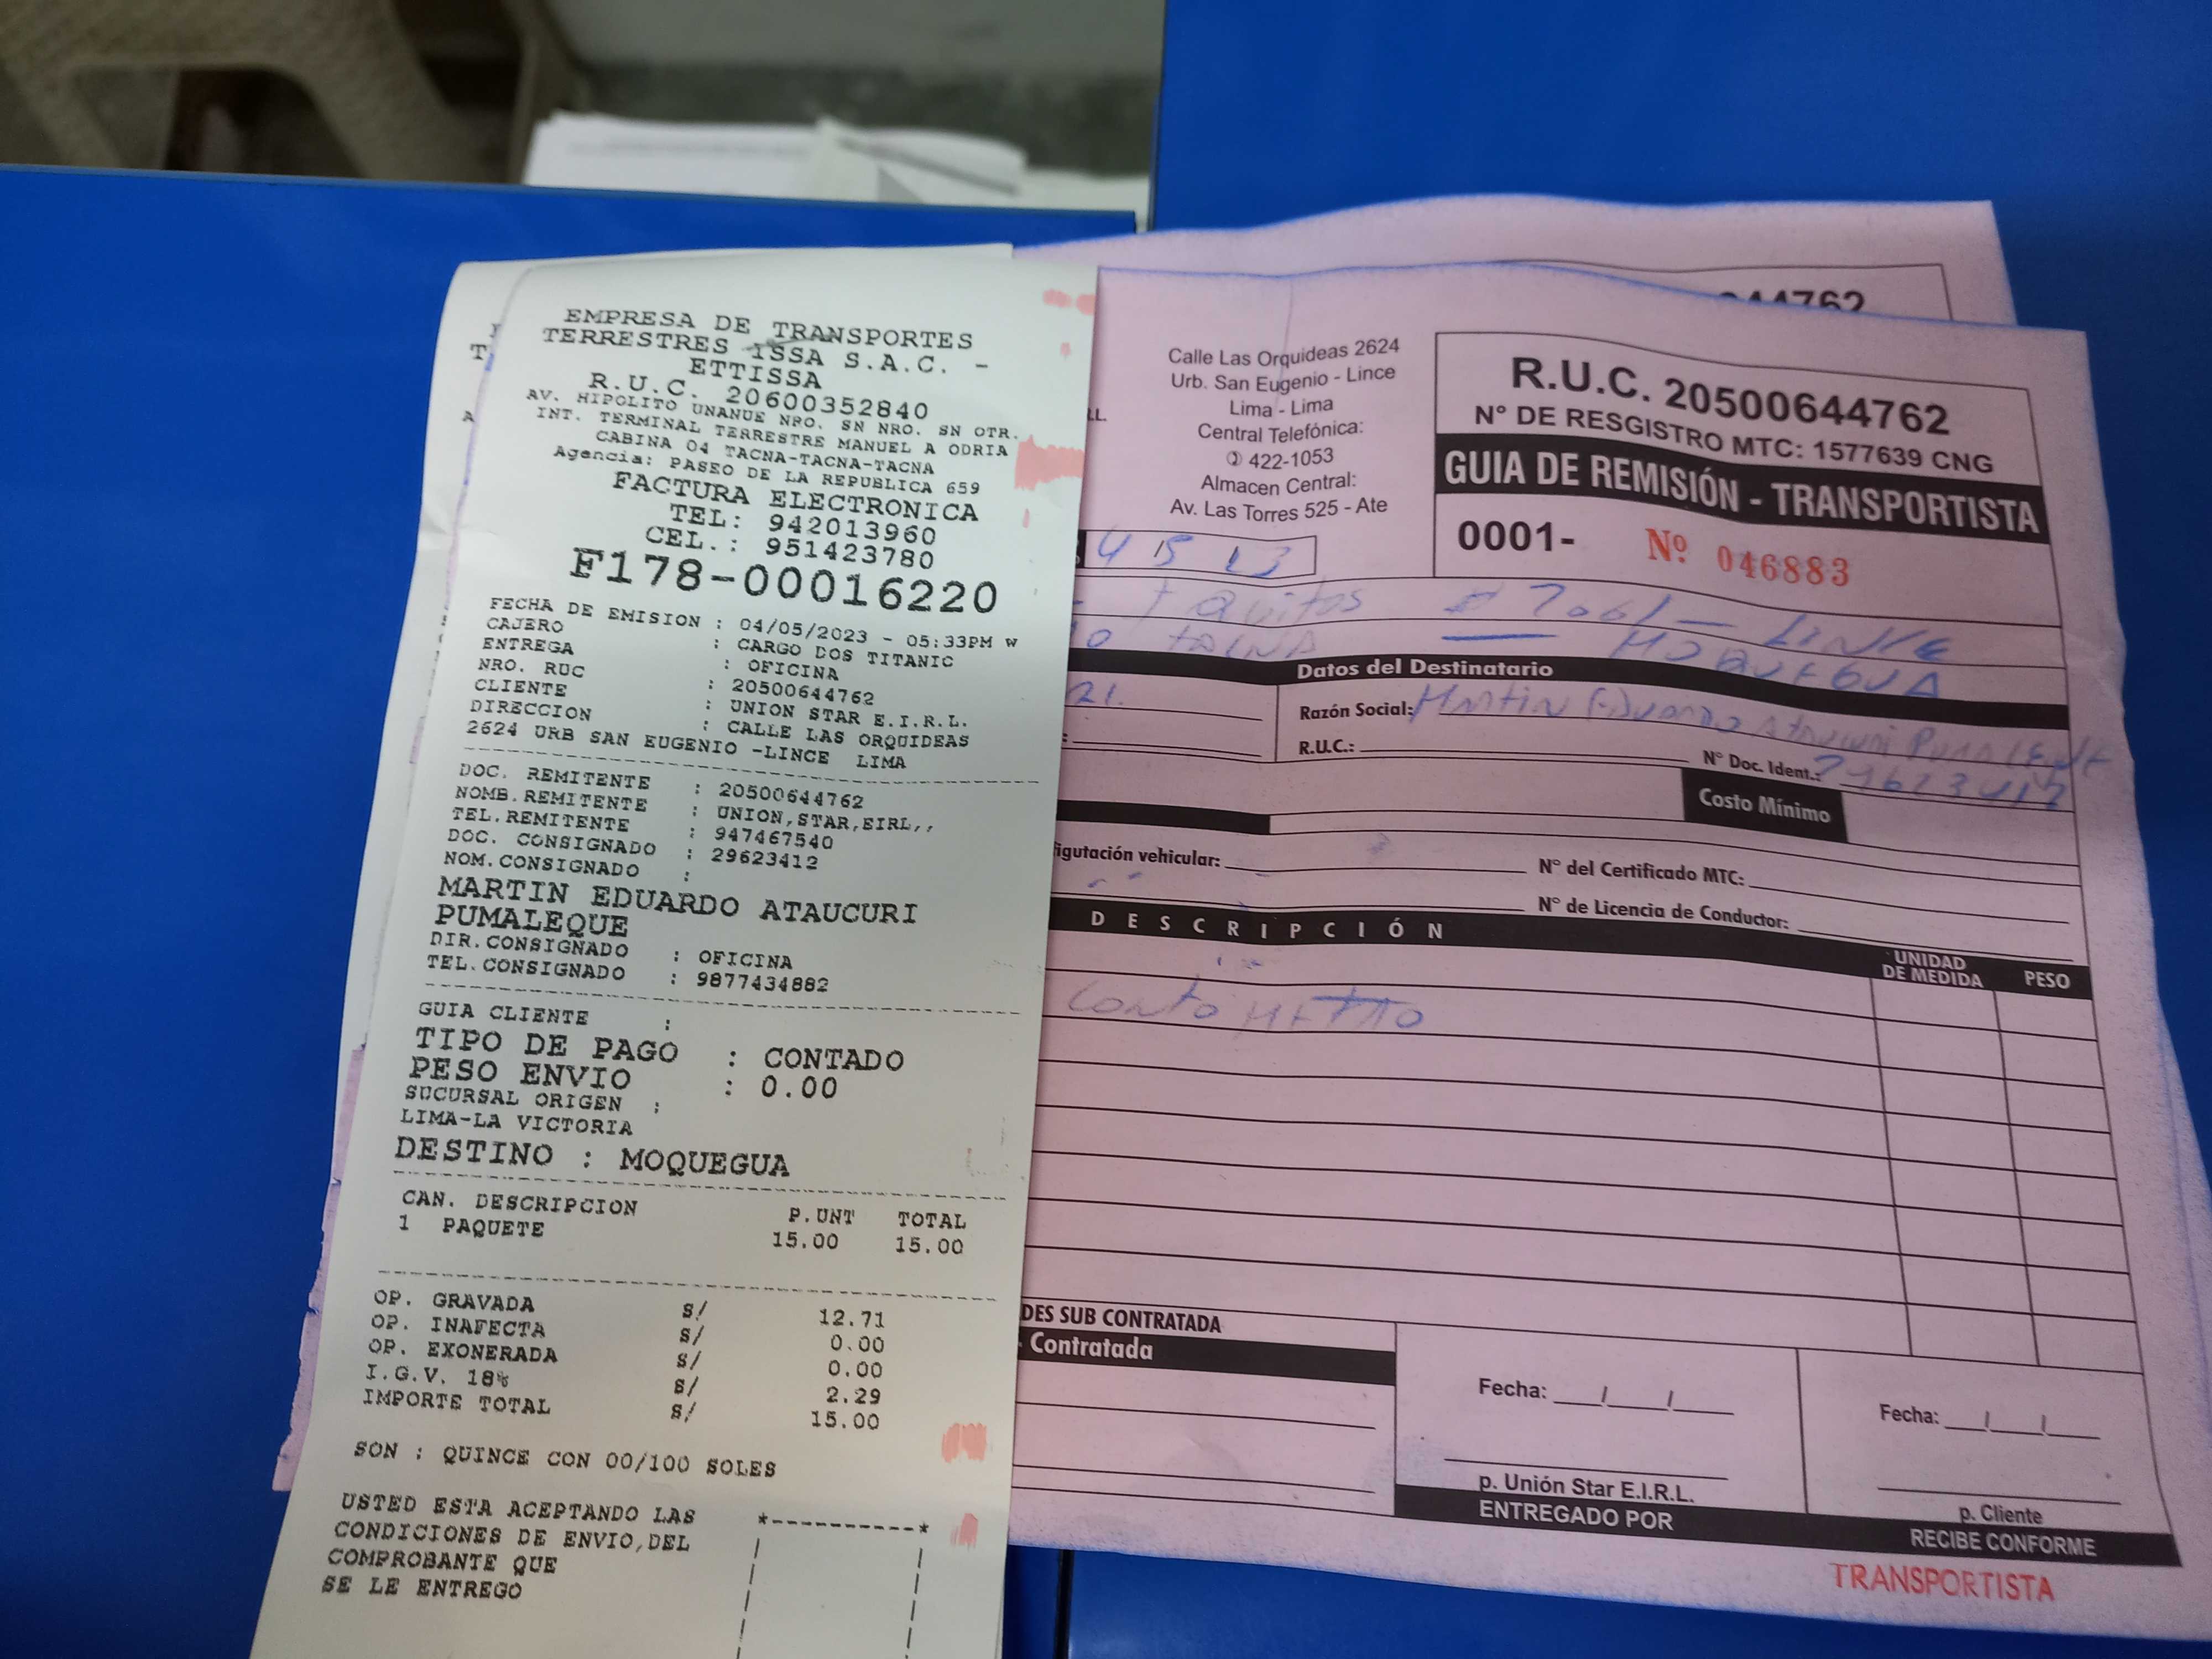 EMPRESA DE TRANSPORTES
TERRESTRES ISSA S.A.C. -
ETTISSA
R.U.C. 20600352840
AV. HIPOLITO UNANUE NRO. SN NRO. SN OTR.
INT. TERMINAL TERRESTRE MANUEL A ODRIA
CABINA 04 TACNA-TACNA-TACNA
Agencia: PASEO DE LA REPUBLICA 659
FACTURA ELECTRONICA
TEL: 942013960
CEL.: 951423780
F178-00016220
FECHA DE EMISION : 04/05/2023 - 05:33PM W
CAJERO : CARGO DOS TITANIC
ENTREGA : OFICINA
NRO. RUC : 20500644762
CLIENTE : UNION STAR E.I.R.L.
DIRECCION : CALLE LAS ORQUIDEAS
2624 URB SAN EUGENIO -LINCE LIMA
DOC. REMITENTE : 20500644762
NOMB.REMITENTE : UNION,STAR,EIRL,,
TEL.REMITENTE : 947467540
DOC. CONSIGNADO : 29623412
NOM.CONSIGNADO :
MARTIN EDUARDO ATAUCURI
PUMALEQUE
DIR.CONSIGNADO : OFICINA
TEL.CONSIGNADO : 9877434882
GUIA CLIENTE :
TIPO DE PAGO : CONTADO
PESO ENVIO : 0.00
SUCURSAL ORIGEN :
LIMA-LA VICTORIA
DESTINO : MOQUEGUA
CAN. DESCRIPCION P.UNT TOTAL
1 PAQUETE 15.00 15.00
OP. GRAVADA S/ 12.71
OP. INAFECTA S/ 0.00
OP. EXONERADA S/ 0.00
I.G.V. 18% S/ 2.29
IMPORTE TOTAL S/ 15.00
SON : QUINCE CON 00/100 SOLES
USTED ESTA ACEPTANDO LAS
CONDICIONES DE ENVIO,DEL
COMPROBANTE QUE
SE LE ENTREGO
Calle Las Orquideas 2624
Urb. San Eugenio - Lince
Lima - Lima
Central Telefónica:
422-1053
Almacen Central:
Av. Las Torres 525 - Ate
R.U.C. 20500644762
N° DE RESGISTRO MTC: 1577639 CNG
GUIA DE REMISIÓN - TRANSPORTISTA
0001- Nº 046883
TACNA MOQUEGUA
Datos del Destinatario
21.
Razón Social: Martin Eduardo Ataucuri Pumaleque
R.U.C.:
N° Doc. Ident.: 29623412
Costo Mínimo
figutación vehicular:
N° del Certificado MTC:
N° de Licencia de Conductor:
DESCRIPCIÓN
UNIDAD
DE MEDIDA
PESO
Contometro
DES SUB CONTRATADA
Contratada
Fecha: / /
p. Unión Star E.I.R.L.
ENTREGADO POR
Fecha: / /
p. Cliente
RECIBE CONFORME
TRANSPORTISTA